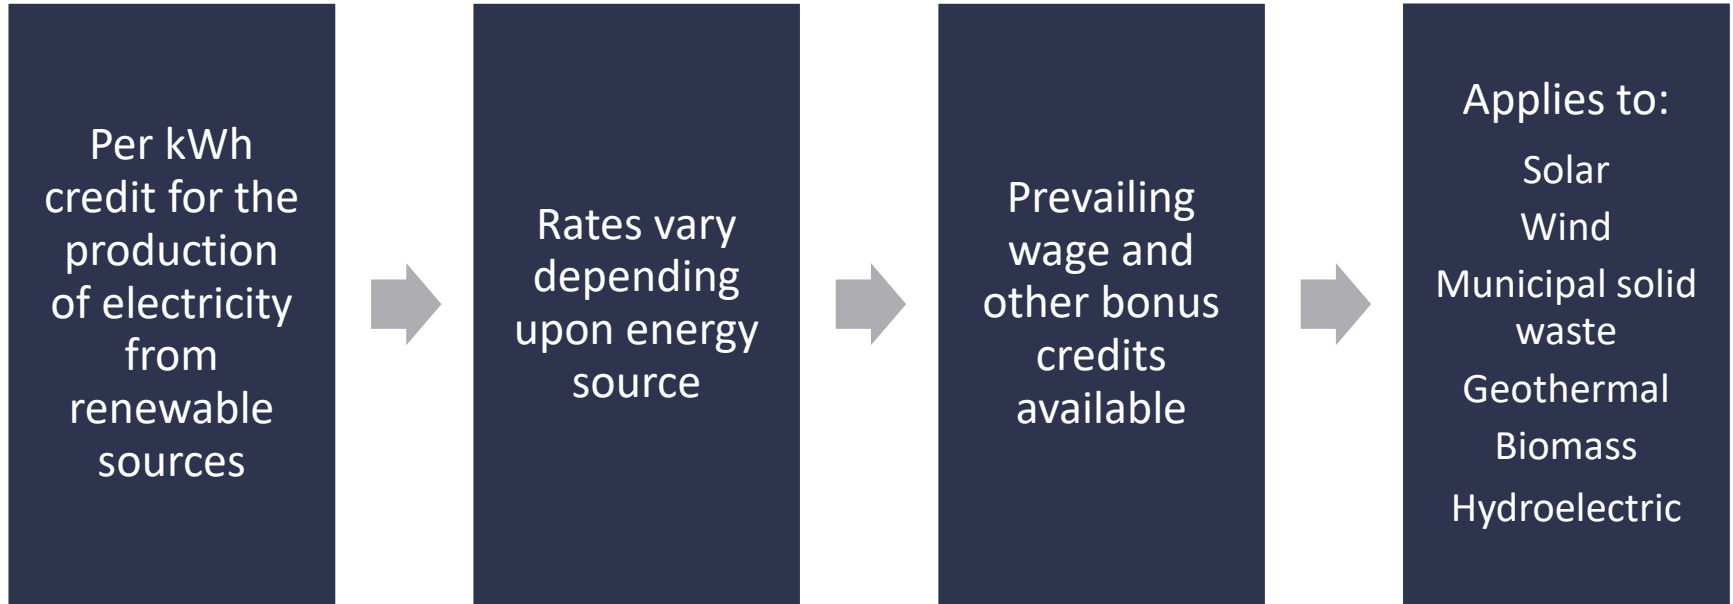 Per kWh
credit for the
production
of electricity
from
renewable
sources
Rates vary
depending
upon energy
source
Prevailing
wage and
other bonus
credits
available
Applies to:
Solar
Wind
Municipal solid
waste
Geothermal
Biomass
Hydroelectric